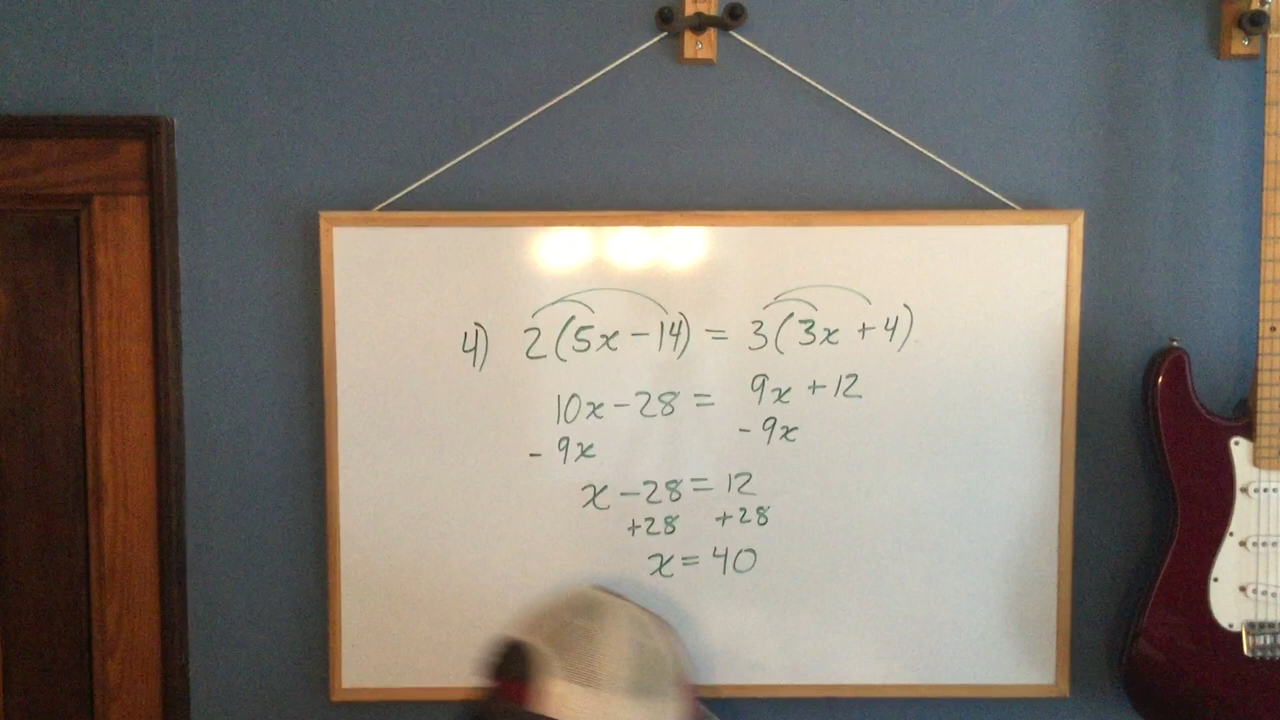 4) 2(5x-14) = 3(3x+4)
10x-28 = 9x+12
-9x -9x
x-28=12
+28 +28
x=40